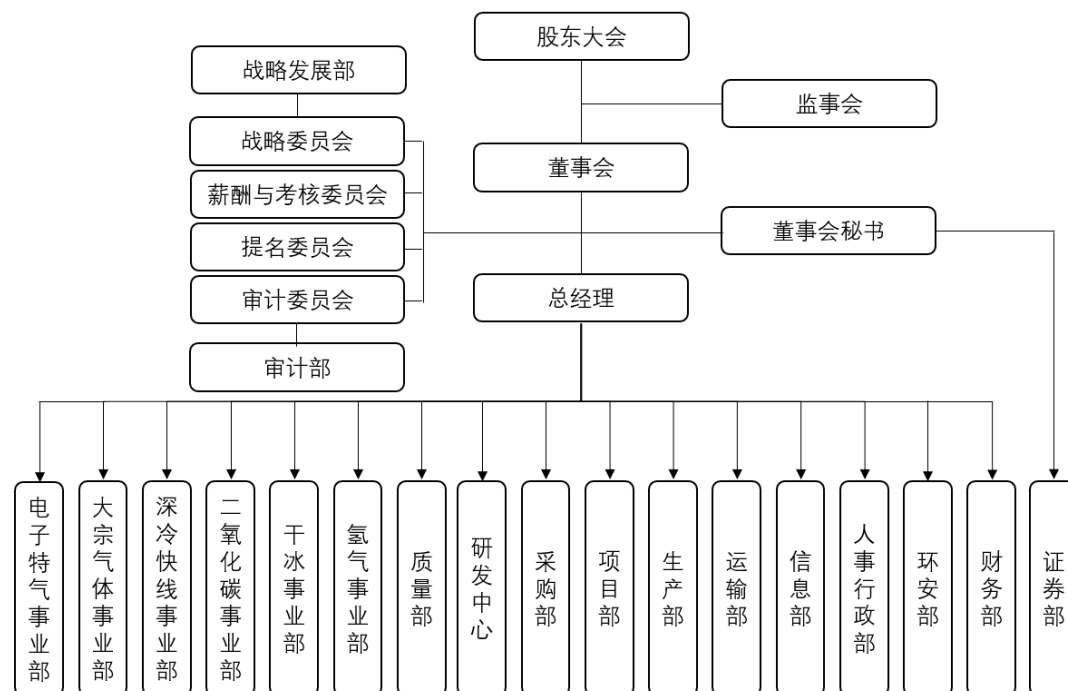 股东大会
战略发展部
监事会
战略委员会
董事会
薪酬与考核委员会
董事会秘书
提名委员会
审计委员会
总经理
审计部
电子特气事业部
大宗气体事业部
深冷快线事业部
二氧化碳事业部
干冰事业部
氢气事业部
质量部
研发中心
采购部
项目部
生产部
运输部
信息部
人事行政部
环安部
财务部
证券部